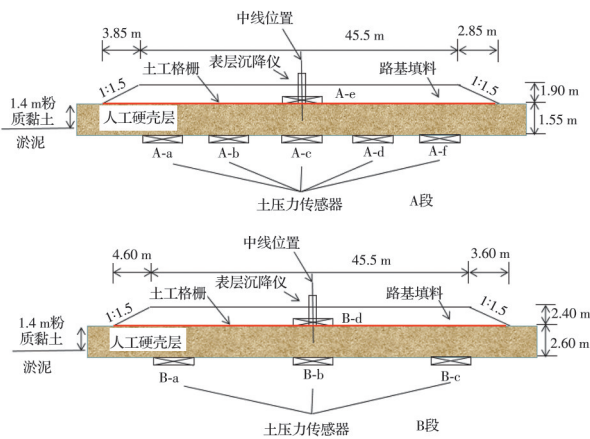 中线位置
3.85 m
45.5 m
2.85 m
土工格栅
表层沉降仪
路基填料
1:1.5
A-e
1:1.5
1.90 m
1.4 m粉
质黏土
人工硬壳层
1.55 m
淤泥
A-a
A-b
A-c
A-d
A-f
土压力传感器
A段
中线位置
4.60 m
45.5 m
3.60 m
土工格栅
表层沉降仪
路基填料
1:1.5
B-d
1:1.5
2.40 m
1.4 m粉
质黏土
人工硬壳层
2.60 m
淤泥
B-a
B-b
B-c
土压力传感器
B段